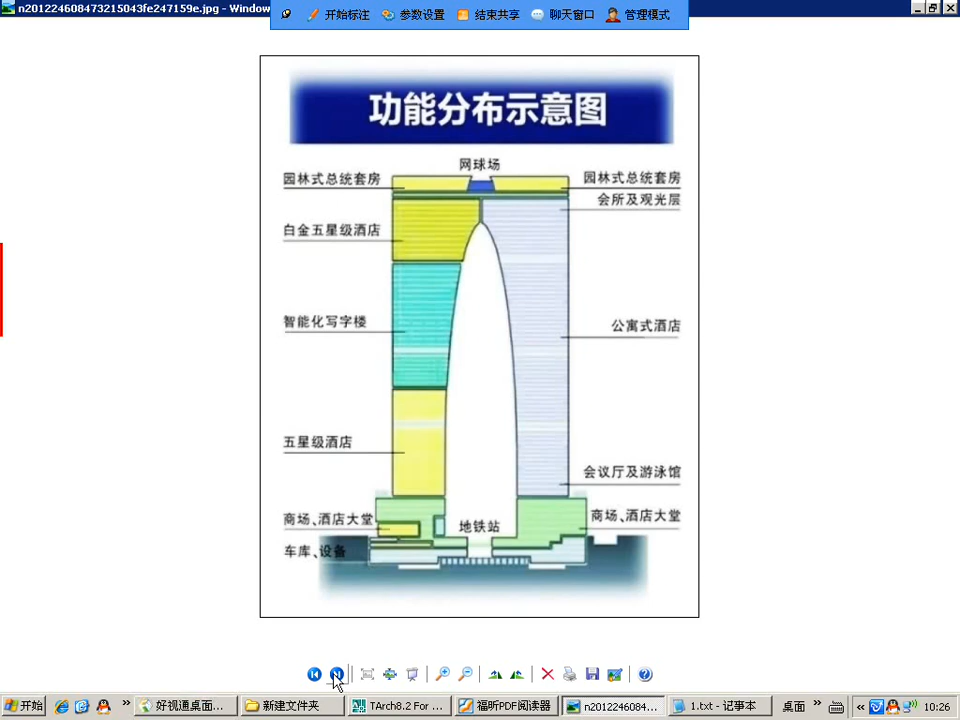 n201224608473215043fe247159e.jpg - Window
开始标注 参数设置 结束共享 聊天窗口 管理模式
功能分布示意图
网球场
园林式总统套房
园林式总统套房
会所及观光层
白金五星级酒店
智能化写字楼
公寓式酒店
五星级酒店
会议厅及游泳馆
商场、酒店大堂
地铁站
商场、酒店大堂
车库、设备
开始 » 好视通桌面... 新建文件夹 TArch8.2 For ... 福昕PDF阅读器 n2012246084... 1.txt - 记事本 桌面 » « 10:26